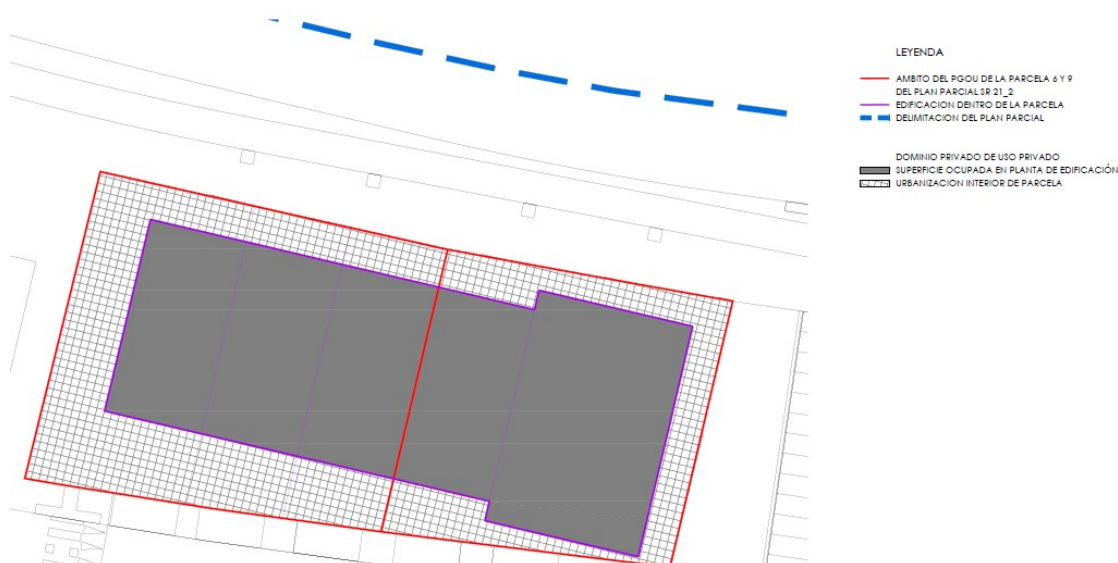 LEYENDA
AMBITO DEL PGOU DE LA PARCELA 6 Y 9
DEL PLAN PARCIAL SR 21_2
EDIFICACION DENTRO DE LA PARCELA
DELIMITACION DEL PLAN PARCIAL
DOMINIO PRIVADO DE USO PRIVADO
SUPERFICIE OCUPADA EN PLANTA DE EDIFICACIÓN
URBANIZACION INTERIOR DE PARCELA